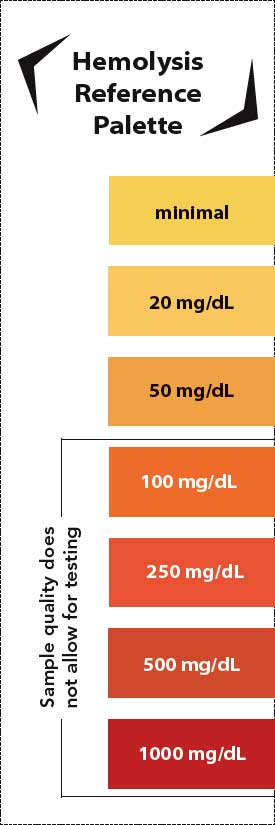 Hemolysis
Reference
Palette
minimal
20 mg/dL
50 mg/dL
100 mg/dL
250 mg/dL
500 mg/dL
1000 mg/dL
Sample quality does
not allow for testing